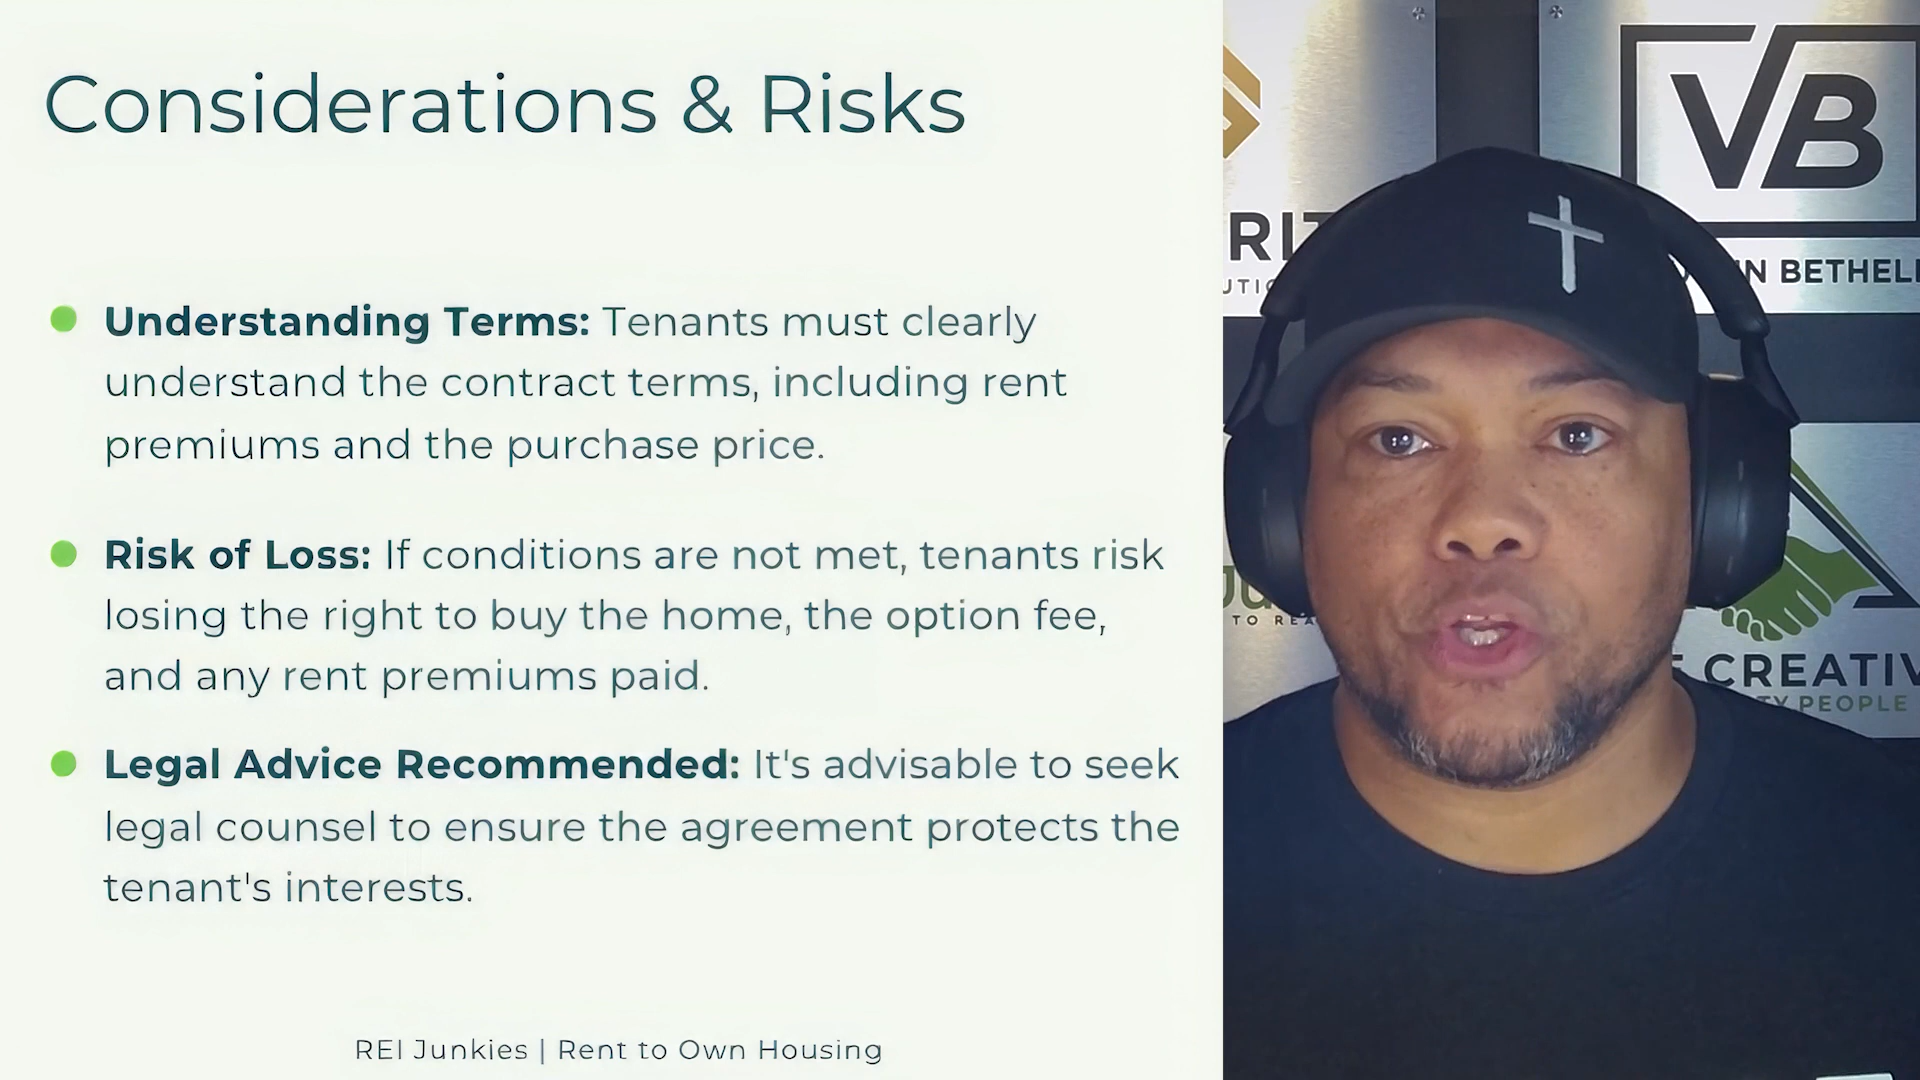 Considerations & Risks
Understanding Terms: Tenants must clearly
understand the contract terms, including rent
premiums and the purchase price.
Risk of Loss: If conditions are not met, tenants risk
losing the right to buy the home, the option fee,
and any rent premiums paid.
Legal Advice Recommended: It's advisable to seek
legal counsel to ensure the agreement protects the
tenant's interests.
REI Junkies | Rent to Own Housing
VB
BETHELL
CREATIV
PEOPLE
TO